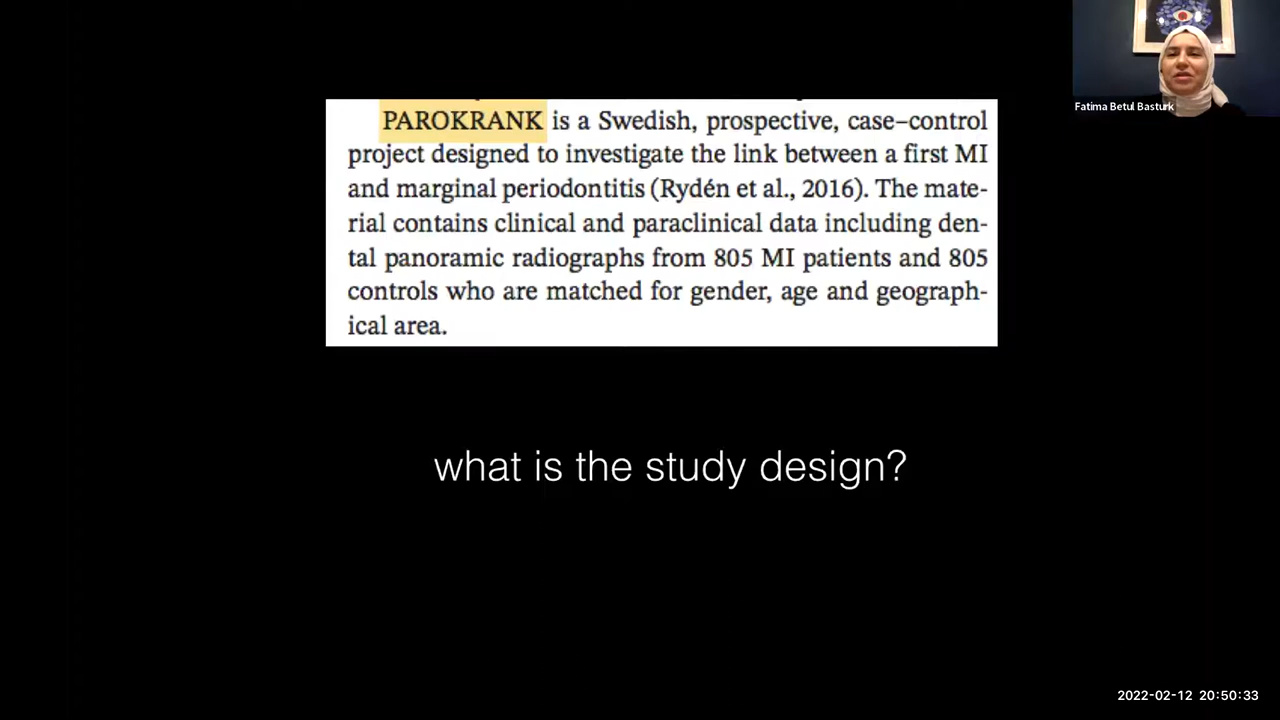 Fatima Betul Basturk
PAROKRANK is a Swedish, prospective, case–control
project designed to investigate the link between a first MI
and marginal periodontitis (Rydén et al., 2016). The mate-
rial contains clinical and paraclinical data including den-
tal panoramic radiographs from 805 MI patients and 805
controls who are matched for gender, age and geograph-
ical area.
what is the study design?
2022-02-12 20:50:33